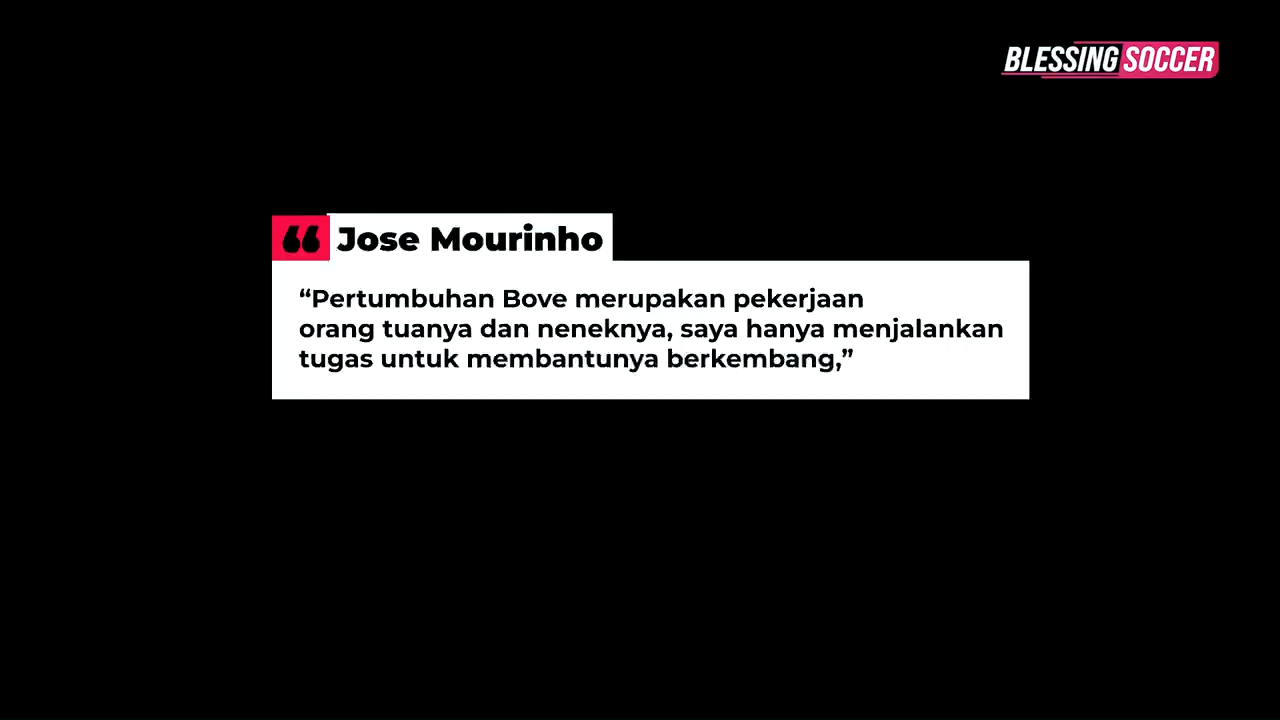 BLESSING SOCCER
“ Jose Mourinho
“Pertumbuhan Bove merupakan pekerjaan
orang tuanya dan neneknya, saya hanya menjalankan
tugas untuk membantunya berkembang,”